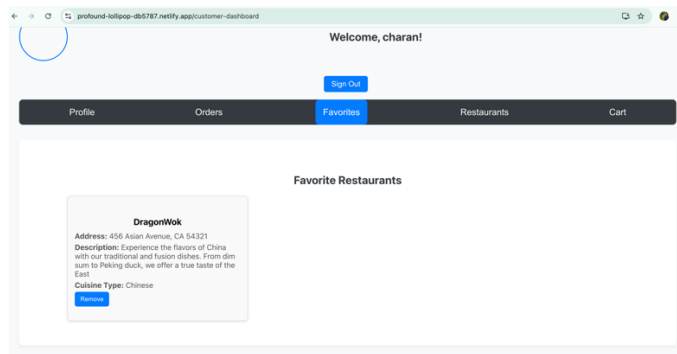 profound-lollipop-db5787.netlify.app/customer-dashboard
Welcome, charan!
Sign Out
Profile
Orders
Favorites
Restaurants
Cart
Favorite Restaurants
DragonWok
Address: 456 Asian Avenue, CA 54321
Description: Experience the flavors of China
with our traditional and fusion dishes. From dim
sum to Peking duck, we offer a true taste of the
East
Cuisine Type: Chinese
Remove